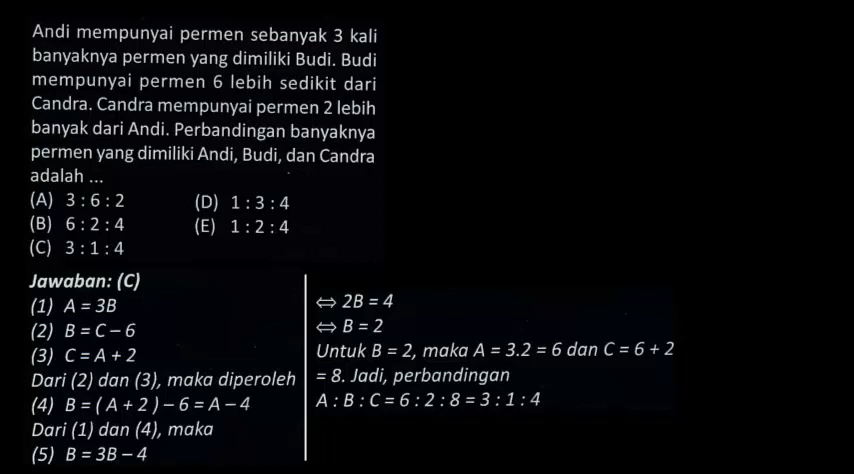 Andi mempunyai permen sebanyak 3 kali
banyaknya permen yang dimiliki Budi. Budi
mempunyai permen 6 lebih sedikit dari
Candra. Candra mempunyai permen 2 lebih
banyak dari Andi. Perbandingan banyaknya
permen yang dimiliki Andi, Budi, dan Candra
adalah ...
(A) 3 : 6 : 2 (D) 1 : 3 : 4
(B) 6 : 2 : 4 (E) 1 : 2 : 4
(C) 3 : 1 : 4
Jawaban: (C)
(1) A = 3B
(2) B = C – 6
(3) C = A + 2
Dari (2) dan (3), maka diperoleh
(4) B = ( A + 2 ) – 6 = A – 4
Dari (1) dan (4), maka
(5) B = 3B – 4
⇔ 2B = 4
⇔ B = 2
Untuk B = 2, maka A = 3.2 = 6 dan C = 6 + 2
= 8. Jadi, perbandingan
A : B : C = 6 : 2 : 8 = 3 : 1 : 4